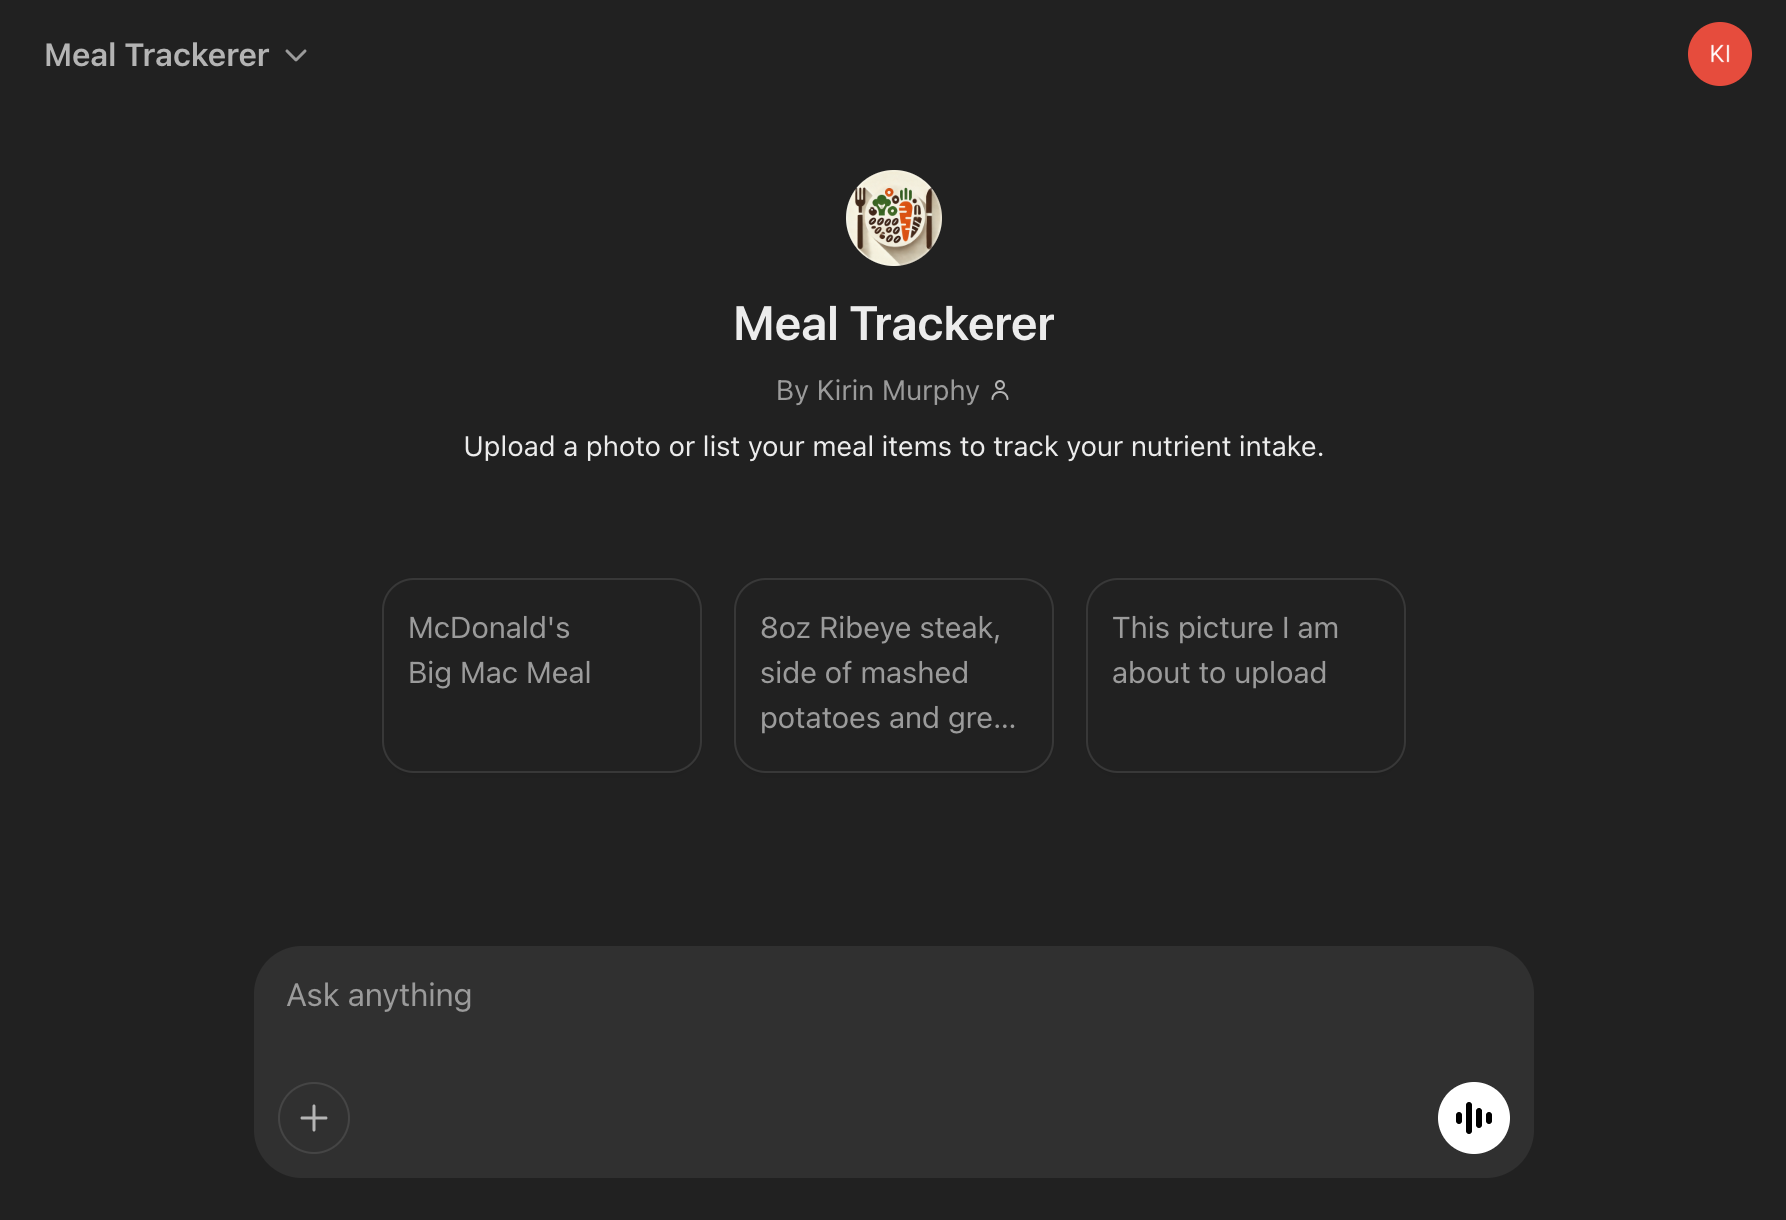 Meal Trackerer
KI
Meal Trackerer
By Kirin Murphy
Upload a photo or list your meal items to track your nutrient intake.
McDonald's
Big Mac Meal
8oz Ribeye steak,
side of mashed
potatoes and gre...
This picture I am
about to upload
Ask anything